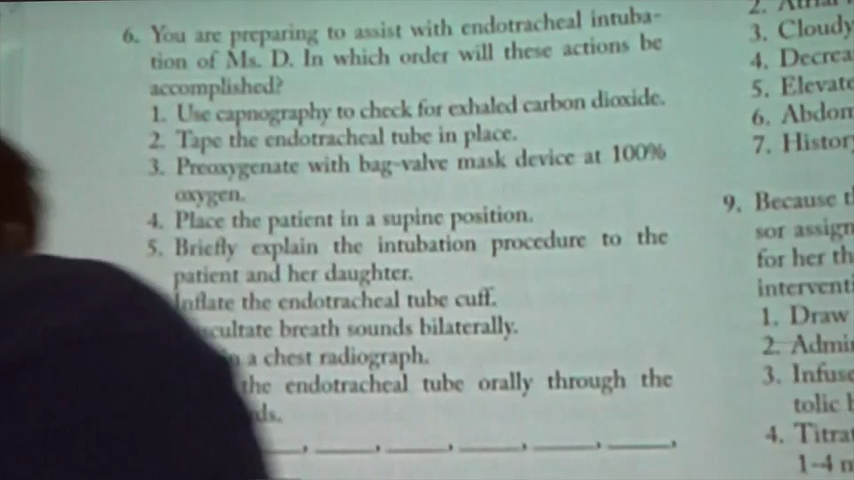 6. You are preparing to assist with endotracheal intuba-
tion of Ms. D. In which order will these actions be
accomplished?
1. Use capnography to check for exhaled carbon dioxide.
2. Tape the endotracheal tube in place.
3. Preoxygenate with bag-valve mask device at 100%
oxygen.
4. Place the patient in a supine position.
5. Briefly explain the intubation procedure to the
patient and her daughter.
Inflate the endotracheal tube cuff.
breath sounds bilaterally.
a chest radiograph.
the endotracheal tube orally through the
2.
3. Cloudy
4. Decrea
5. Elevate
6. Abdom
7. History
9. Because t
sor assign
for her th
interventi
1. Draw
2. Admi
3. Infuse
tolic
4. Titrat
1-4 m